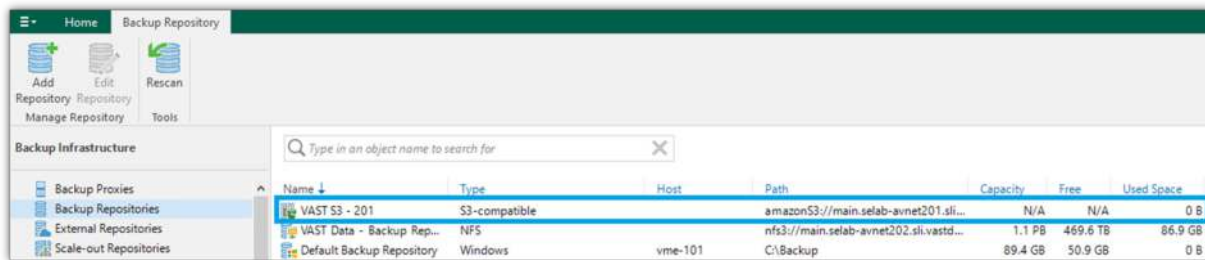 Home Backup Repository
Add Repository
Edit Repository
Rescan
Manage Repository Tools
Backup Infrastructure
Type in an object name to search for
Backup Proxies
Backup Repositories
External Repositories
Scale-out Repositories
Name Type Host Path Capacity Free Used Space
VAST S3 - 201 S3-compatible amazonS3://main.selab-avnet201.sli... N/A N/A 0 B
VAST Data - Backup Rep... NFS nfs3://main.selab-avnet202.sli.vastd... 1.1 PB 469.6 TB 86.9 GB
Default Backup Repository Windows vme-101 C:\Backup 89.4 GB 50.9 GB 0 B